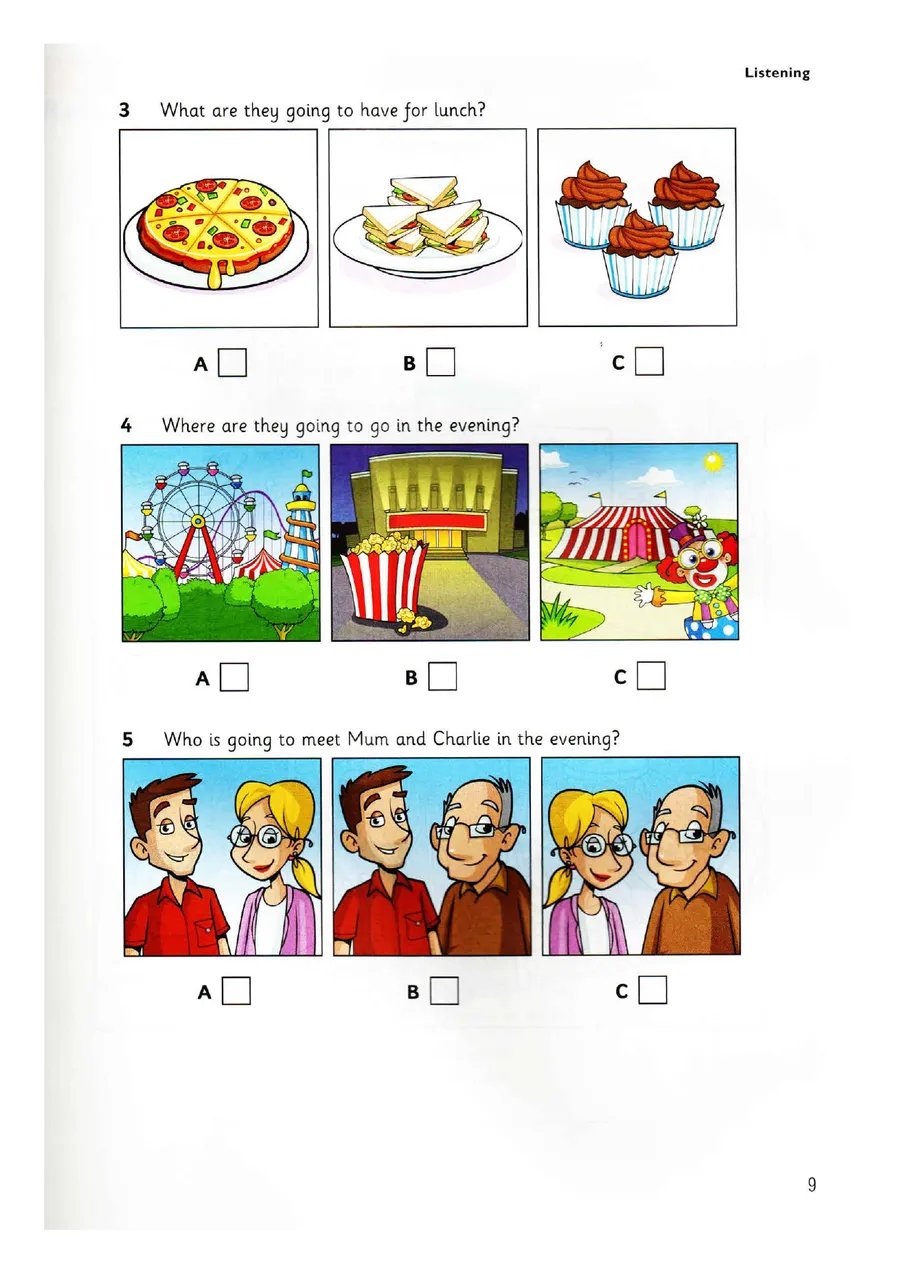 Listening
3 What are they going to have for lunch?
A B C
4 Where are they going to go in the evening?
A B C
5 Who is going to meet Mum and Charlie in the evening?
A B C
9